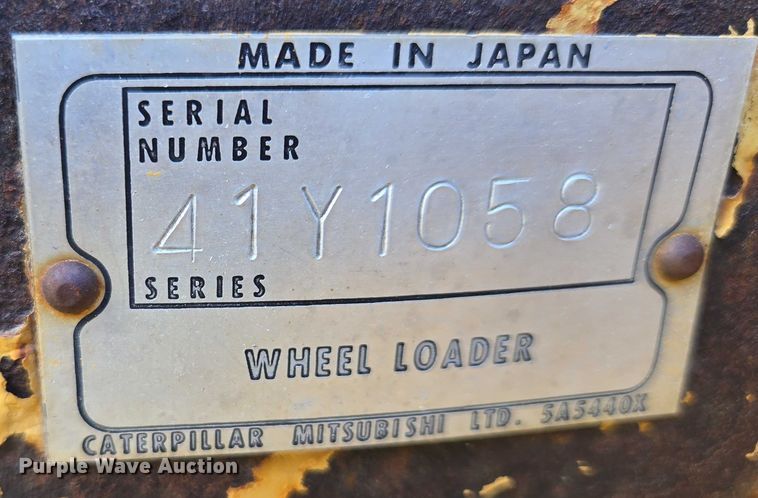 MADE IN JAPAN
SERIAL
NUMBER
41Y1058
SERIES
WHEEL LOADER
CATERPILLAR MITSUBISHI LTD. 5A5440X
Purple Wave Auction